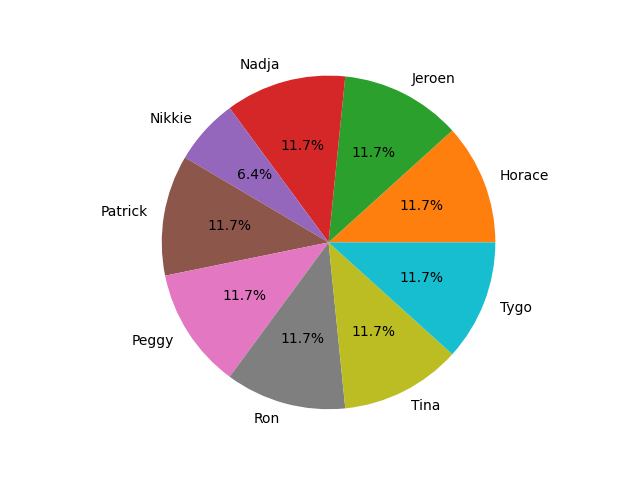 Nadja
Jeroen
Nikkie
11.7%
11.7%
6.4%
Horace
11.7%
Patrick
11.7%
11.7%
11.7%
Tygo
Peggy
11.7%
11.7%
Ron
Tina